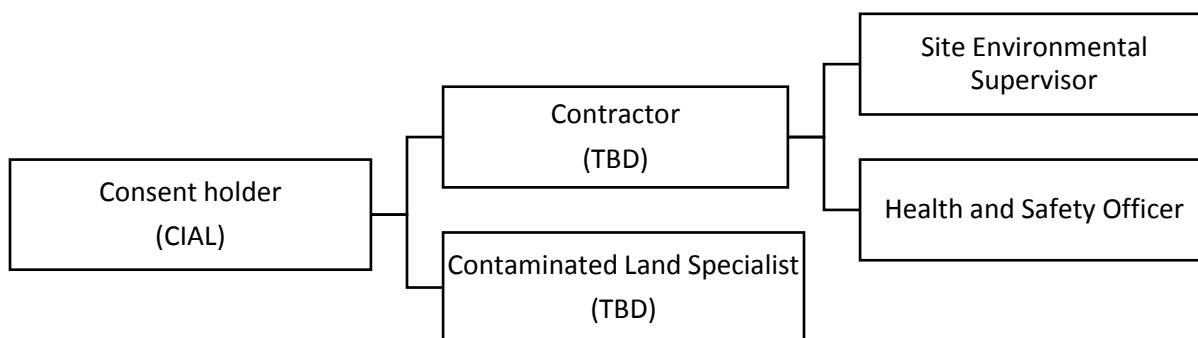 Consent holder
(CIAL)
Contractor
(TBD)
Contaminated Land Specialist
(TBD)
Site Environmental
Supervisor
Health and Safety Officer